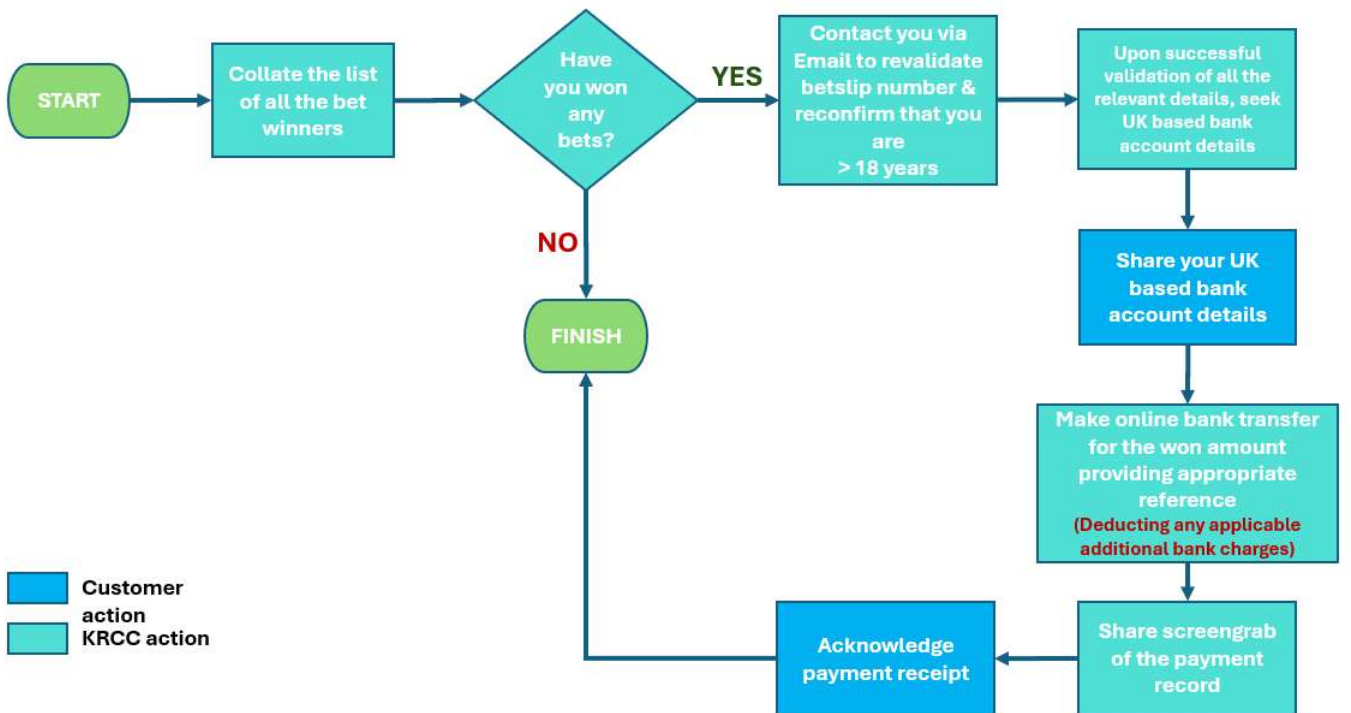 START
Collate the list
of all the bet
winners
Have
you won
any
bets?
YES
Contact you via
Email to revalidate
betslip number &
reconfirm that you
are
> 18 years
Upon successful
validation of all the
relevant details, seek
UK based bank
account details
NO
Share your UK
based bank
account details
FINISH
Make online bank transfer
for the won amount
providing appropriate
reference
(Deducting any applicable
additional bank charges)
Share screengrab
of the payment
record
Acknowledge
payment receipt
Customer
action
KRCC action